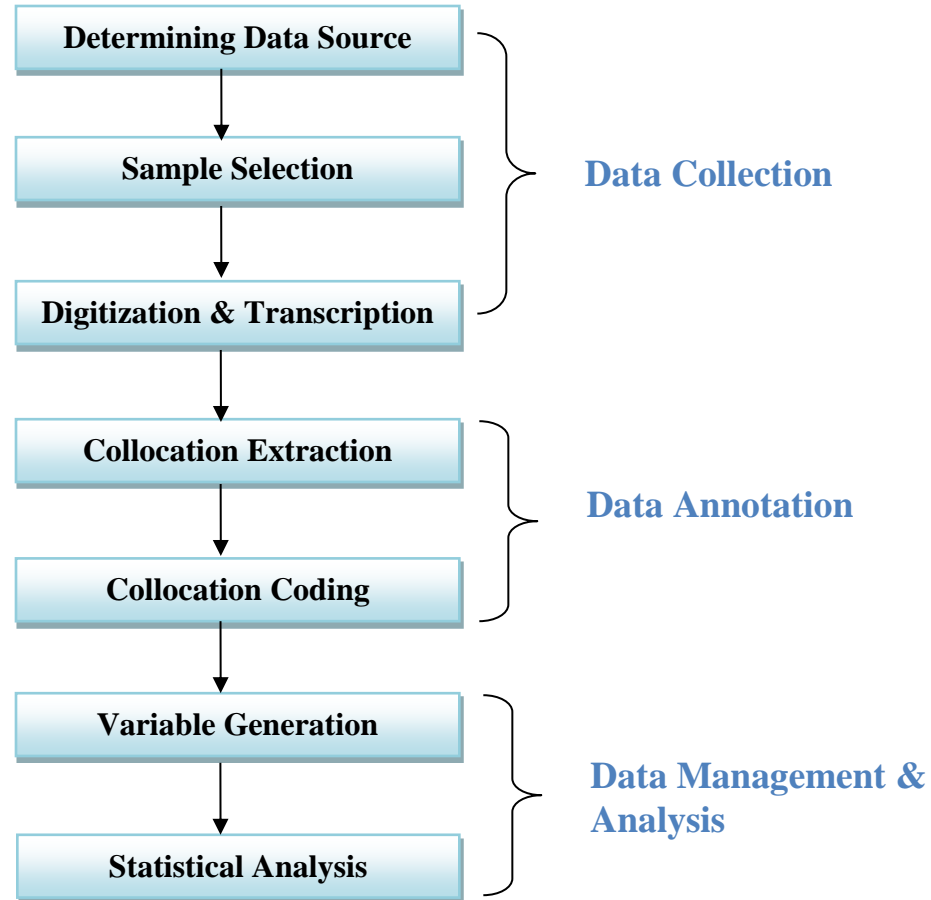 Determining Data Source
Sample Selection
Data Collection
Digitization & Transcription
Collocation Extraction
Data Annotation
Collocation Coding
Variable Generation
Data Management &
Analysis
Statistical Analysis